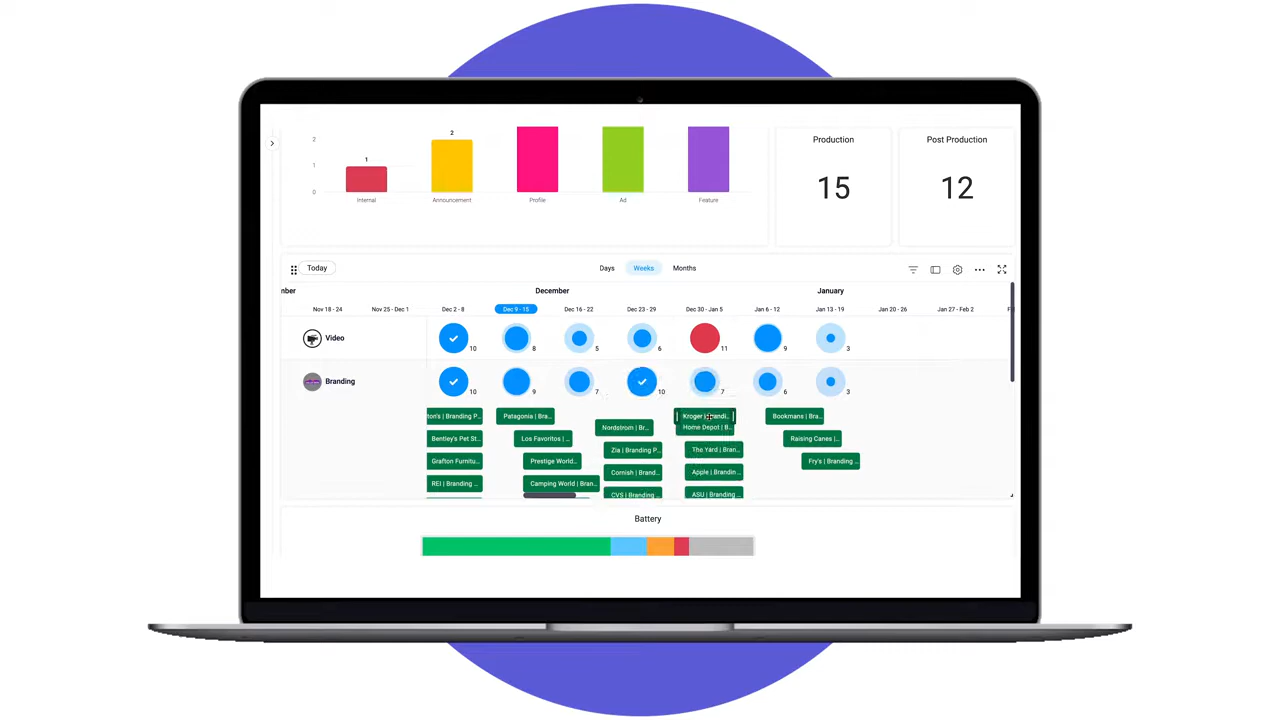 2
1
0
1
2
Internal
Announcement
Profile
Ad
Feature
Production
15
Post Production
12
Today
Days Weeks Months
nber December January
Nov 18 - 24 Nov 25 - Dec 1 Dec 2 - 8 Dec 9 - 15 Dec 16 - 22 Dec 23 - 29 Dec 30 - Jan 5 Jan 6 - 12 Jan 13 - 19 Jan 20 - 26 Jan 27 - Feb 2 F
Video 10 8 5 6 11 9 3
Branding 10 9 7 10 7 6 3
ton's | Branding P... Patagonia | Bra... Kroger | Bookmans | Bra...
Nordstrom | Br... Home Depot | B...
Bentley's Pet St... Los Favoritos | ... Raising Canes | ...
Zia | Branding P... The Yard | Bran...
Grafton Furnitu... Prestige World... Fry's | Branding ...
Cornish | Brand... Apple | Brandin...
REI | Branding ... Camping World | Bran...
CVS | Branding ... ASU | Branding ...
Battery